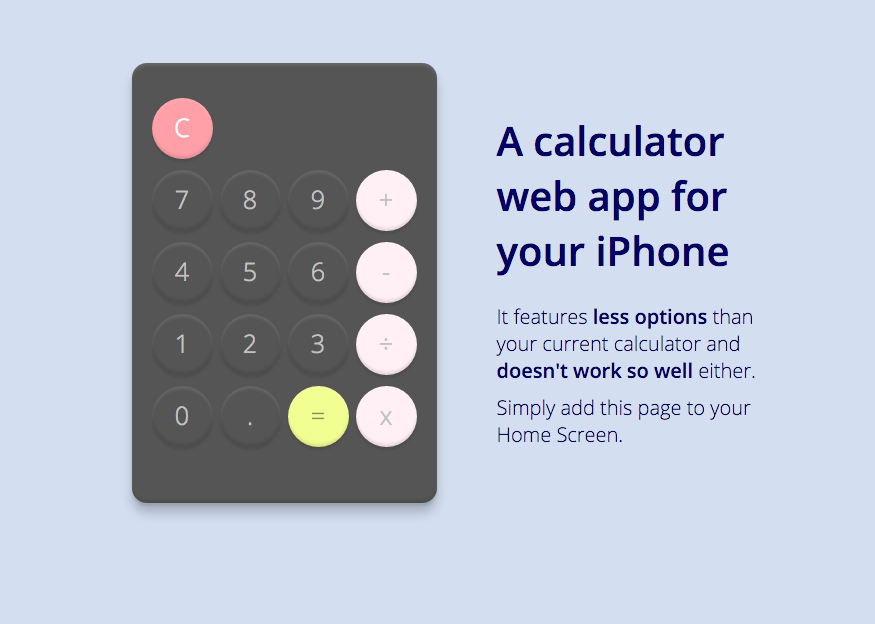 C
7 8 9 +
4 5 6 -
1 2 3 ÷
0 . = x
A calculator
web app for
your iPhone
It features less options than
your current calculator and
doesn't work so well either.
Simply add this page to your
Home Screen.